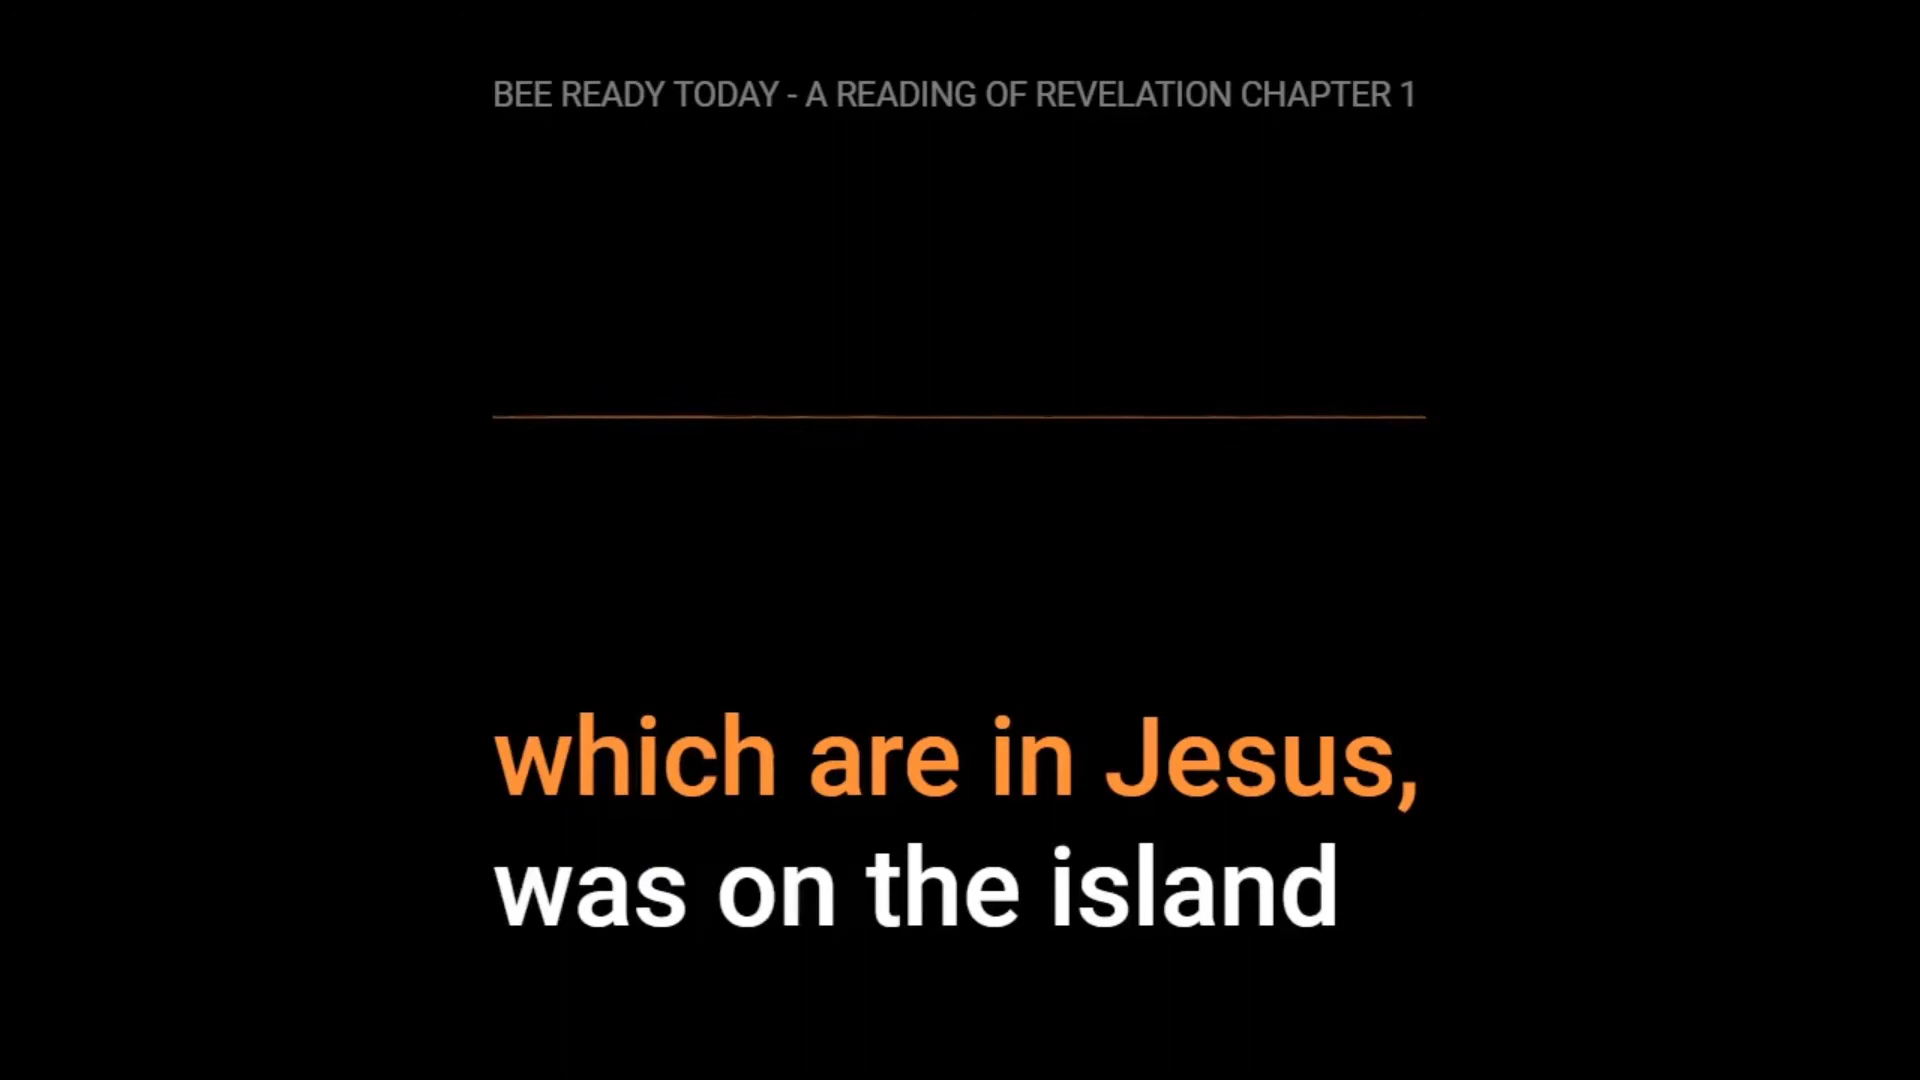 BEE READY TODAY - A READING OF REVELATION CHAPTER 1
which are in Jesus,
was on the island